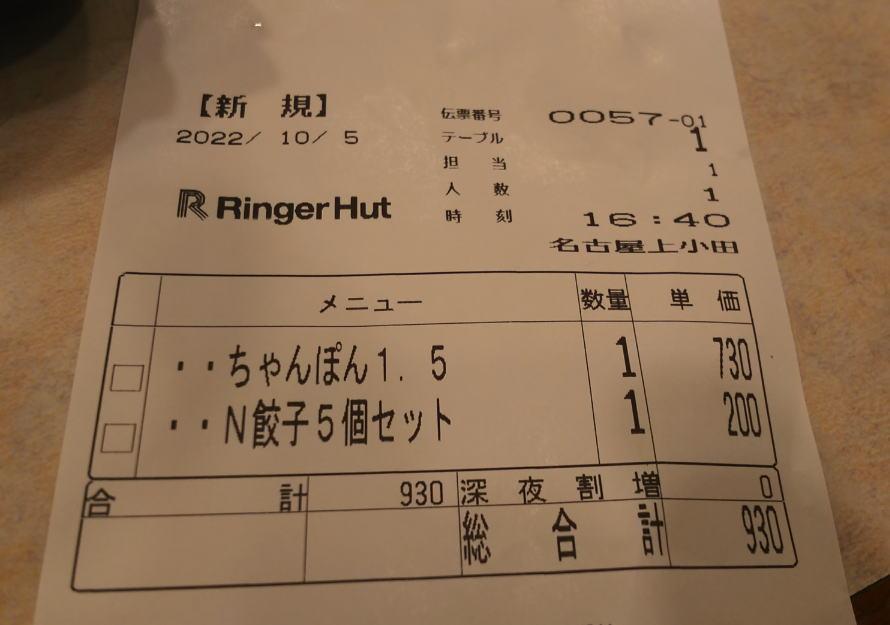 【新 規】
2022/ 10/ 5
RingerHut
伝票番号 0057-01
テーブル 1
担 当 1
人 数 1
時 刻 16:40
名古屋上小田
メニュー 数量 単 価
・・ちゃんぽん1. 5 1 730
・・N餃子5個セット 1 200
合 計 930 深 夜 割 増 0
総 合 計 930